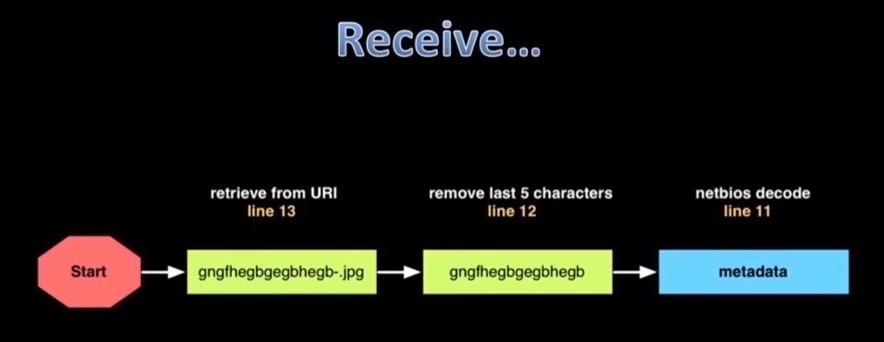 Receive...
retrieve from URI
line 13
remove last 5 characters
line 12
netbios decode
line 11
Start
gngfhegbgegbhegb-.jpg
gngfhegbgegbhegb
metadata